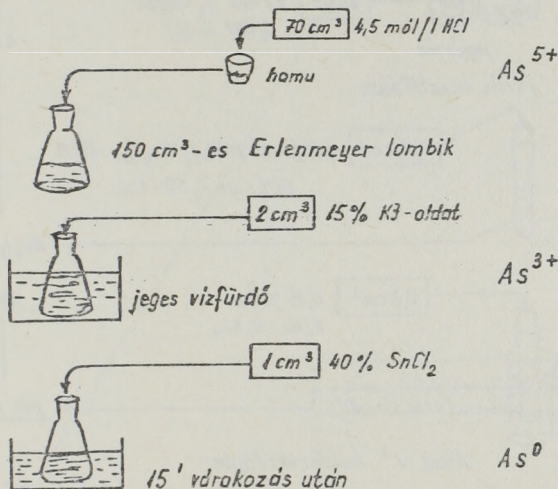 70 cm³ 4,5 mól/l HCl
hamu
As⁵⁺
150 cm³-es Erlenmeyer lombik
2 cm³ 15% KJ-oldat
As³⁺
jeges vízfürdő
1 cm³ 40% SnCl₂
As⁰
15' várakozás után